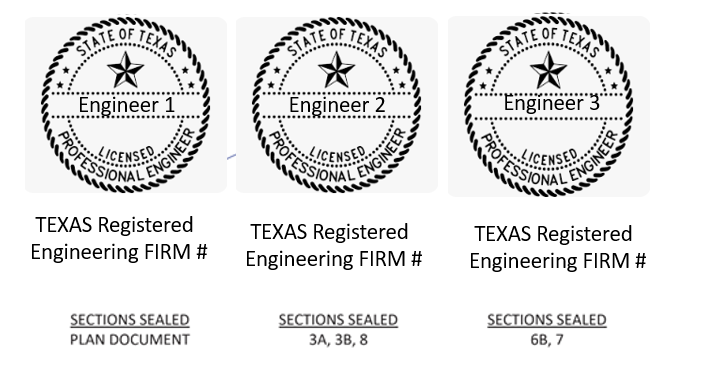 STATE OF TEXAS
Engineer 1
LICENSED
PROFESSIONAL ENGINEER
TEXAS Registered
Engineering FIRM #
SECTIONS SEALED
PLAN DOCUMENT
STATE OF TEXAS
Engineer 2
LICENSED
PROFESSIONAL ENGINEER
TEXAS Registered
Engineering FIRM #
SECTIONS SEALED
3A, 3B, 8
STATE OF TEXAS
Engineer 3
LICENSED
PROFESSIONAL ENGINEER
TEXAS Registered
Engineering FIRM #
SECTIONS SEALED
6B, 7